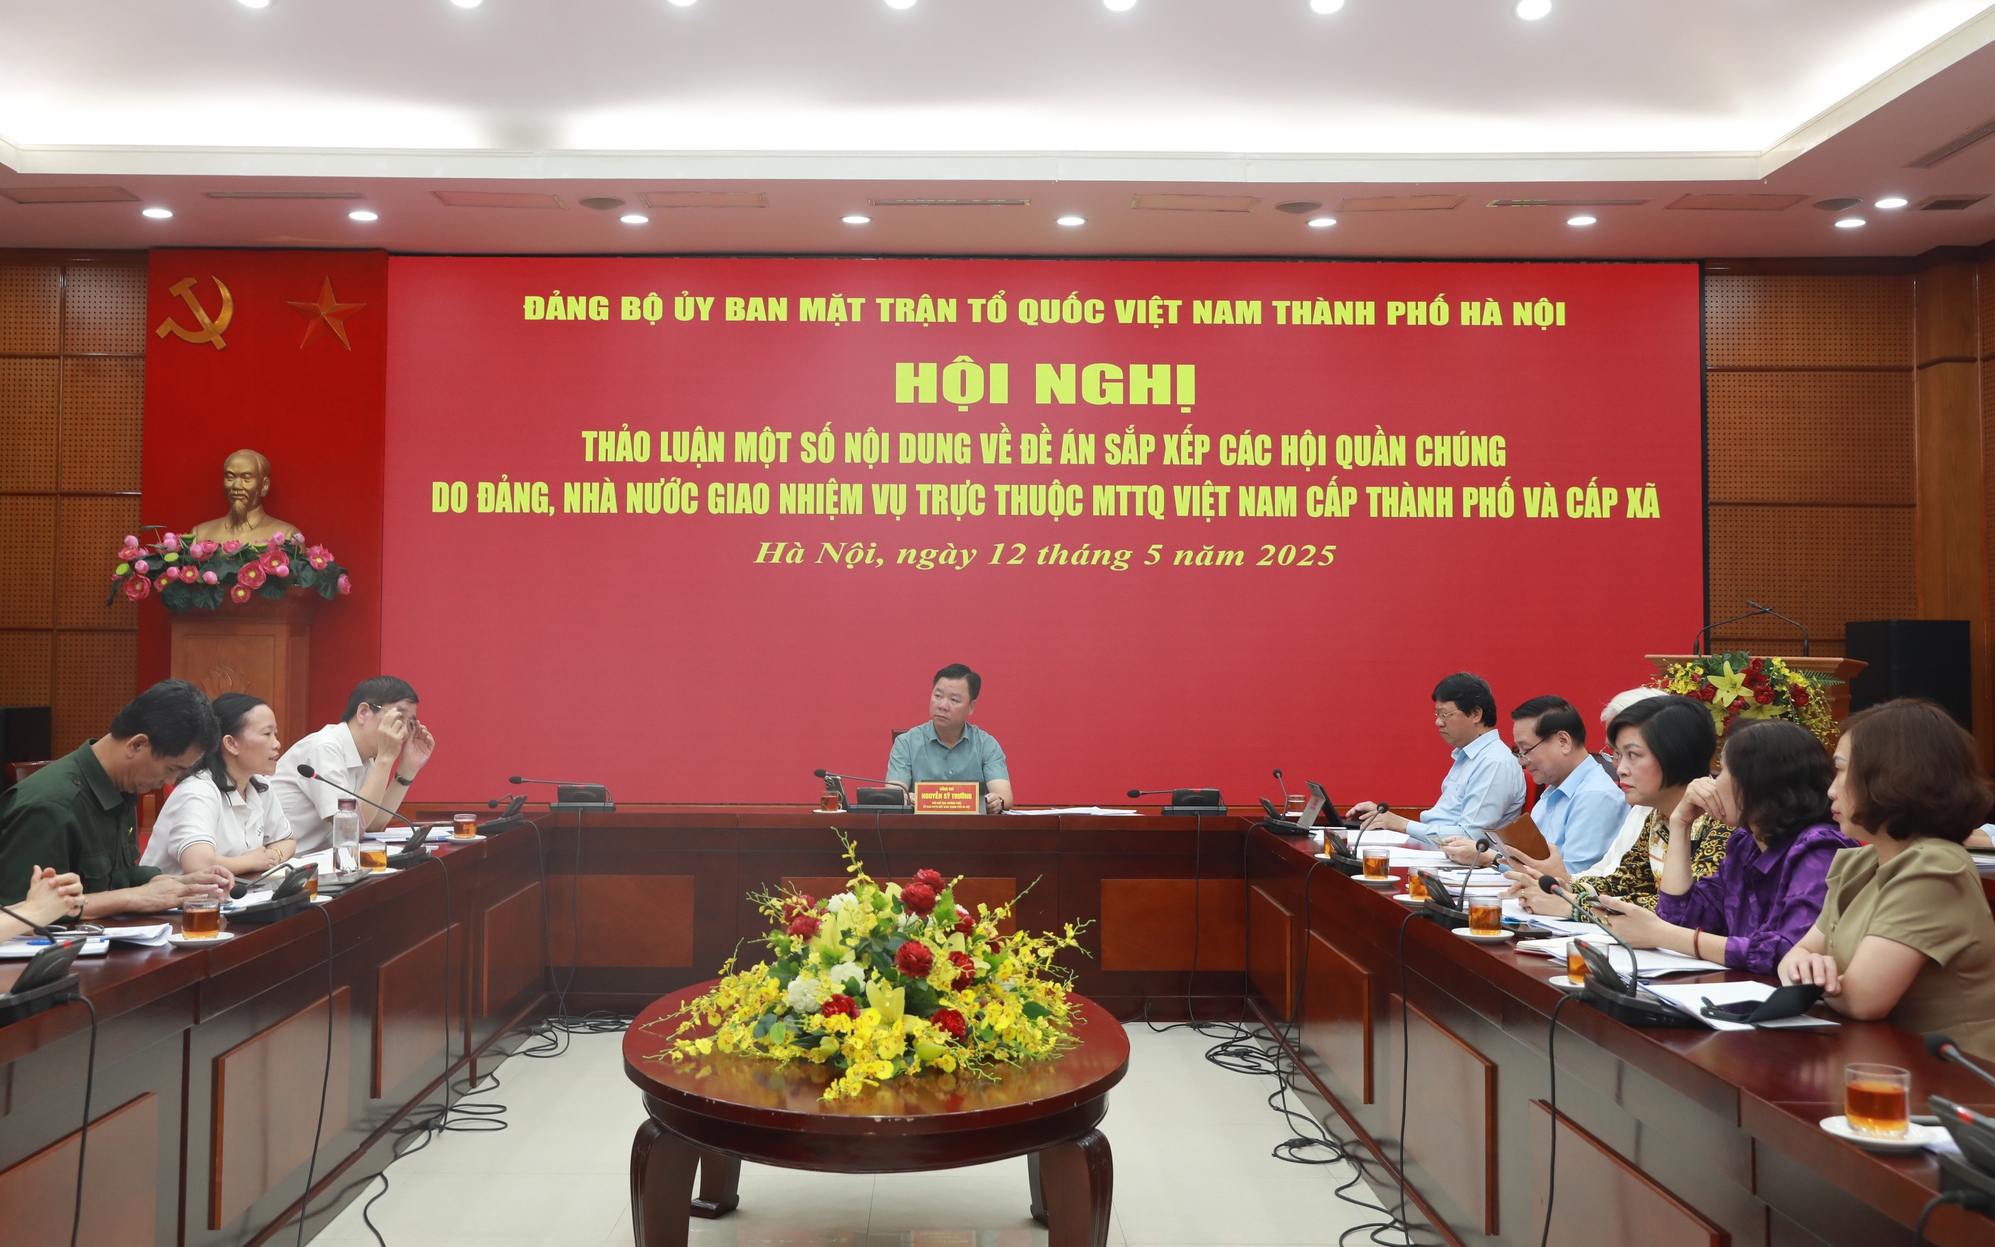 ĐẢNG BỘ ỦY BAN MẶT TRẬN TỔ QUỐC VIỆT NAM THÀNH PHỐ HÀ NỘI
HỘI NGHỊ
THẢO LUẬN MỘT SỐ NỘI DUNG VỀ ĐỀ ÁN SẮP XẾP CÁC HỘI QUẦN CHÚNG
DO ĐẢNG, NHÀ NƯỚC GIAO NHIỆM VỤ TRỰC THUỘC MTTQ VIỆT NAM CẤP THÀNH PHỐ VÀ CẤP XÃ
Hà Nội, ngày 12 tháng 5 năm 2025
NGUYỄN SỸ TRƯỜNG